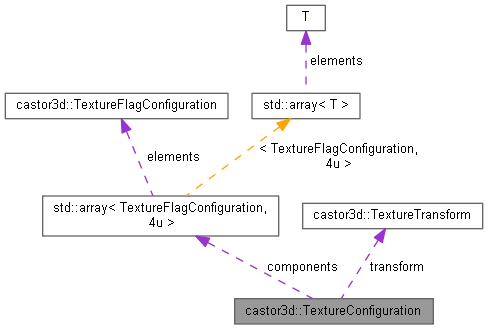 T
elements
castor3d::TextureFlagConfiguration
std::array< T >
elements
< TextureFlagConfiguration,
4u >
std::array< TextureFlagConfiguration,
4u >
castor3d::TextureTransform
components
transform
castor3d::TextureConfiguration